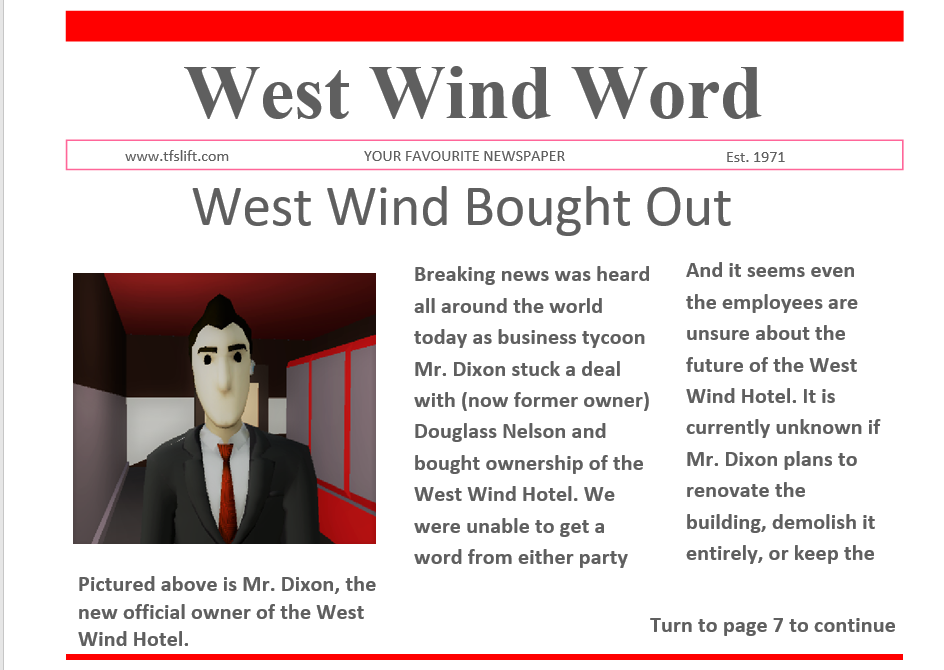 West Wind Word
www.tfslift.com YOUR FAVOURITE NEWSPAPER Est. 1971
West Wind Bought Out
Pictured above is Mr. Dixon, the
new official owner of the West
Wind Hotel.
Breaking news was heard
all around the world
today as business tycoon
Mr. Dixon stuck a deal
with (now former owner)
Douglass Nelson and
bought ownership of the
West Wind Hotel. We
were unable to get a
word from either party
And it seems even
the employees are
unsure about the
future of the West
Wind Hotel. It is
currently unknown if
Mr. Dixon plans to
renovate the
building, demolish it
entirely, or keep the
Turn to page 7 to continue